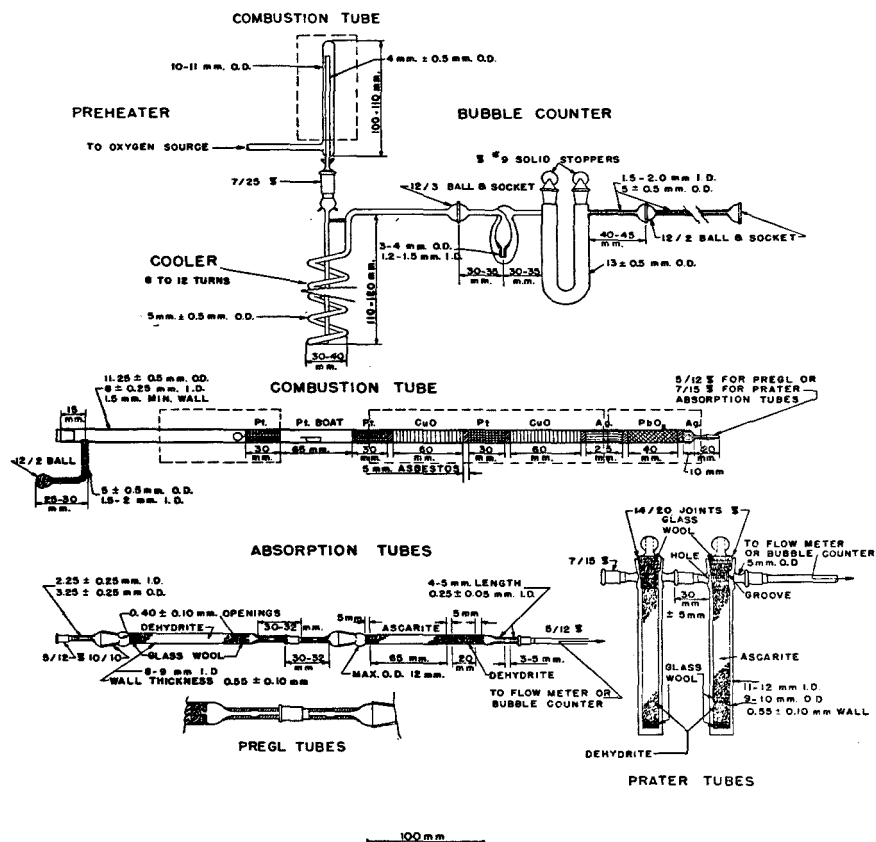 COMBUSTION TUBE
10-11 mm. O.D.
4 mm. ± 0.5 mm. O.D.
100-110 mm.
PREHEATER
TO OXYGEN SOURCE
7/25 ⚵
BUBBLE COUNTER
⚵ #9 SOLID STOPPERS
12/3 BALL & SOCKET
1.5-2.0 mm I.D.
5 ± 0.5 mm. O.D.
40-45 mm.
12/2 BALL & SOCKET
3-4 mm. O.D.
1.2-1.5 mm. I.D.
30-35 mm.
30-35 mm.
13 ± 0.5 mm. O.D.
COOLER
TO 12 TURNS
5 mm. ± 0.5 mm. O.D.
110-120 mm.
30-40 mm.
COMBUSTION TUBE
11.25 ± 0.5 mm. O.D.
8 ± 0.25 mm. I.D.
1.5 mm. MIN. WALL
15 mm.
5/12 ⚵ FOR PREGL OR
7/15 ⚵ FOR PRATER
ABSORPTION TUBES
Pt.
Pt. BOAT
Pt.
CuO
Pt
CuO
Ag.
PbO₂
Ag.
30 mm.
65 mm.
30 mm.
60 mm.
30 mm.
60 mm.
25 mm.
40 mm.
20 mm.
10 mm
5 mm. ASBESTOS
12/2 BALL
25-30 mm.
5 ± 0.5 mm. O.D.
1.5-2 mm. I.D.
ABSORPTION TUBES
2.25 ± 0.25 mm. I.D.
3.25 ± 0.25 mm O.D.
0.40 ± 0.10 mm. OPENINGS
DEHYDRITE
30-32 mm.
5 mm.
ASCARITE
5 mm.
4-5 mm. LENGTH
0.25 ± 0.05 mm. I.D.
5/12 ⚵
5/12 ⚵ 10/10
GLASS WOOL
8-9 mm. I.D
WALL THICKNESS 0.55 ± 0.10 mm
30-32 mm.
65 mm.
MAX. O.D. 12 mm.
20 mm.
DEHYDRITE
3-5 mm.
TO FLOW METER OR
BUBBLE COUNTER
PREGL TUBES
14/20 JOINTS ⚵
GLASS
WOOL
HOLE
7/15 ⚵
TO FLOW METER
OR BUBBLE COUNTER
5 mm. O.D
GROOVE
30 mm ± 5 mm.
ASCARITE
GLASS
WOOL
11-12 mm I.D.
9-10 mm. O.D
0.55 ± 0.10 mm WALL
DEHYDRITE
PRATER TUBES
100 mm